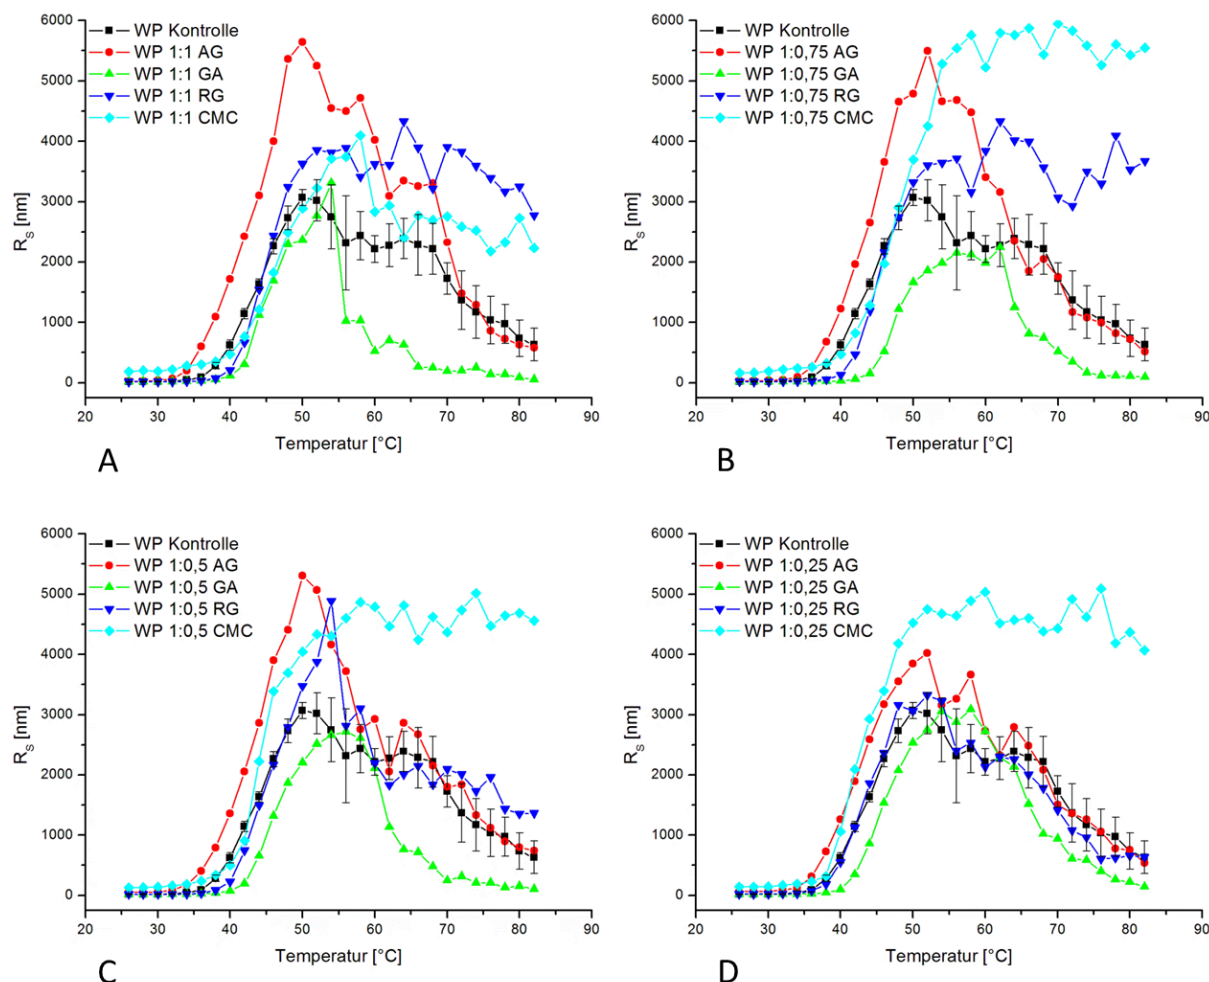 6000
5000
4000
3000
2000
1000
0
R_S [nm]
WP Kontrolle
WP 1:1 AG
WP 1:1 GA
WP 1:1 RG
WP 1:1 CMC
20 30 40 50 60 70 80 90
Temperatur [°C]
A
6000
5000
4000
3000
2000
1000
0
R_S [nm]
WP Kontrolle
WP 1:0,75 AG
WP 1:0,75 GA
WP 1:0,75 RG
WP 1:0,75 CMC
20 30 40 50 60 70 80 90
Temperatur [°C]
B
6000
5000
4000
3000
2000
1000
0
R_S [nm]
WP Kontrolle
WP 1:0,5 AG
WP 1:0,5 GA
WP 1:0,5 RG
WP 1:0,5 CMC
20 30 40 50 60 70 80 90
Temperatur [°C]
C
6000
5000
4000
3000
2000
1000
0
R_S [nm]
WP Kontrolle
WP 1:0,25 AG
WP 1:0,25 GA
WP 1:0,25 RG
WP 1:0,25 CMC
20 30 40 50 60 70 80 90
Temperatur [°C]
D